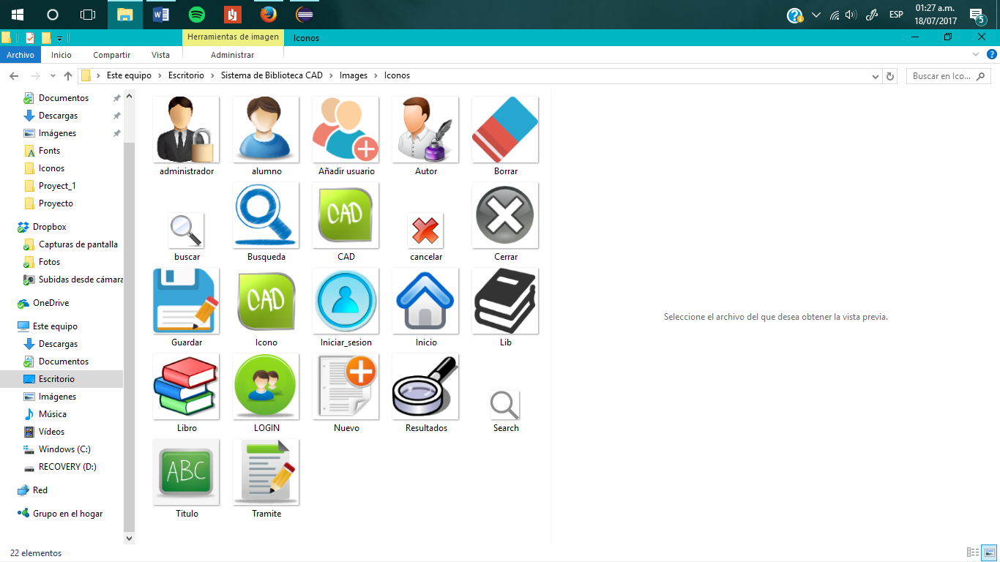 ESP
01:27 a.m.
18/07/2017
5
Herramientas de imagen
Iconos
Archivo
Inicio
Compartir
Vista
Administrar
Este equipo
Escritorio
Sistema de Biblioteca CAD
Images
Iconos
Buscar en Ico...
Documentos
Descargas
Imágenes
Fonts
Iconos
Proyect_1
Proyecto
Dropbox
Capturas de pantalla
Fotos
Subidas desde cámara
OneDrive
Este equipo
Descargas
Documentos
Escritorio
Imágenes
Música
Vídeos
Windows (C:)
RECOVERY (D:)
Red
Grupo en el hogar
administrador
alumno
Añadir usuario
Autor
Borrar
CAD
buscar
Busqueda
CAD
cancelar
Cerrar
CAD
Guardar
Icono
Iniciar_sesion
Inicio
Lib
Libro
LOGIN
Nuevo
Resultados
Search
ABC
Titulo
Tramite
Seleccione el archivo del que desea obtener la vista previa.
22 elementos